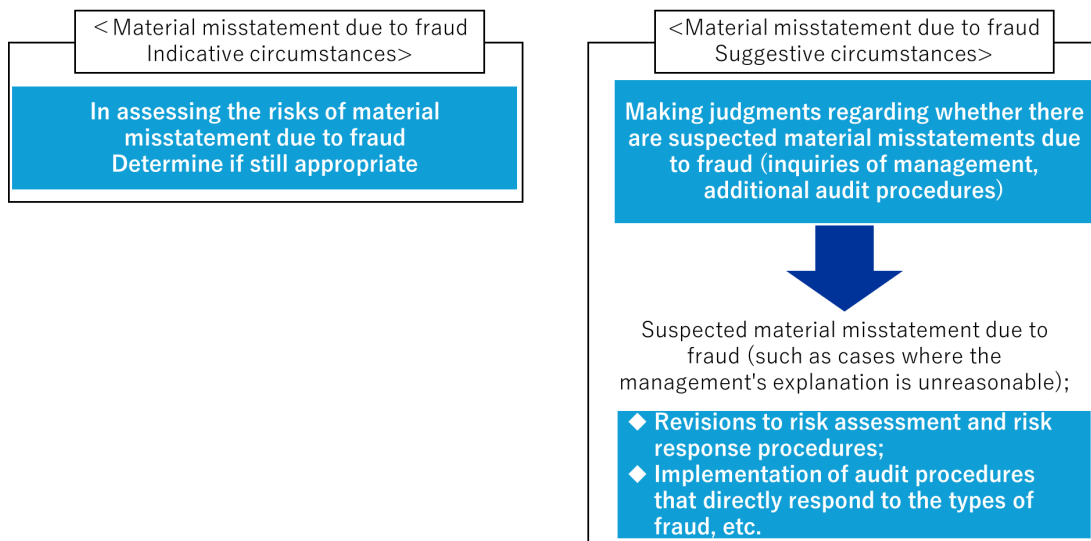 <Material misstatement due to fraud
Indicative circumstances>
In assessing the risks of material
misstatement due to fraud
Determine if still appropriate
<Material misstatement due to fraud
Suggestive circumstances>
Making judgments regarding whether there
are suspected material misstatements due
to fraud (inquiries of management,
additional audit procedures)
Suspected material misstatement due to
fraud (such as cases where the
management's explanation is unreasonable);
◆ Revisions to risk assessment and risk
response procedures;
◆ Implementation of audit procedures
that directly respond to the types of
fraud, etc.